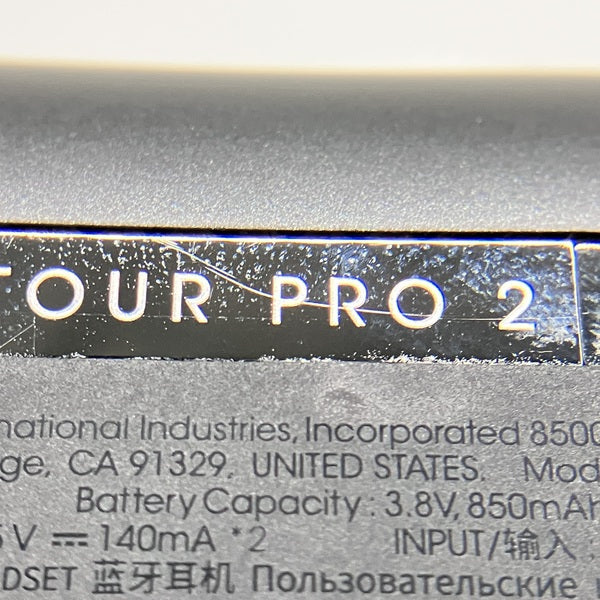 TOUR PRO 2
national Industries, Incorporated 8500
ge, CA 91329. UNITED STATES. Mod
Battery Capacity : 3.8V, 850mAh
5V ⎓ 140mA *2 INPUT/输入 :
DSET 蓝牙耳机 Пользовательские